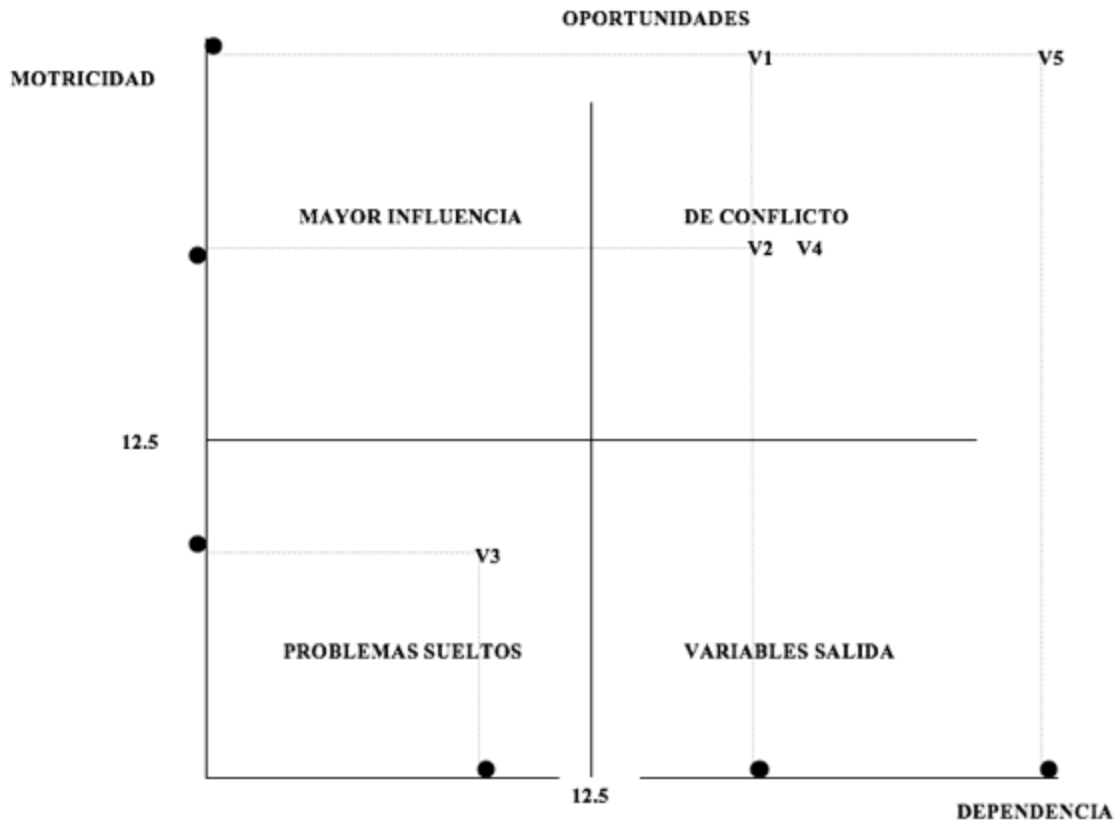 OPORTUNIDADES
MOTRICIDAD
V1 V5
MAYOR INFLUENCIA DE CONFLICTO
V2 V4
12.5
V3
PROBLEMAS SUELTOS VARIABLES SALIDA
12.5
DEPENDENCIA